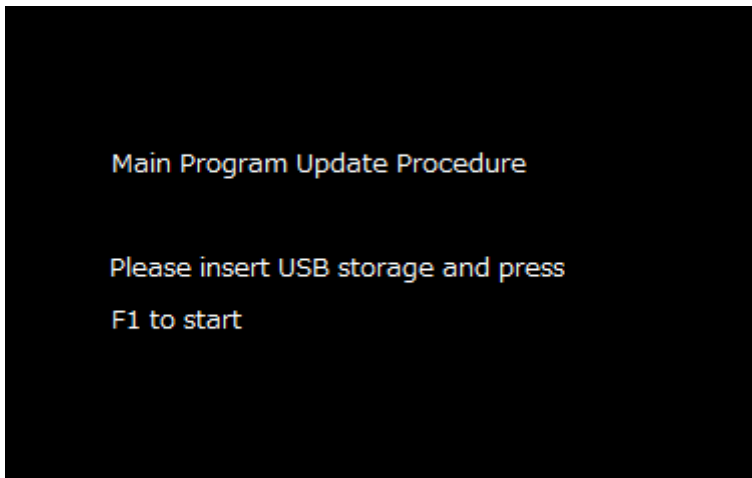 Main Program Update Procedure
Please insert USB storage and press
F1 to start